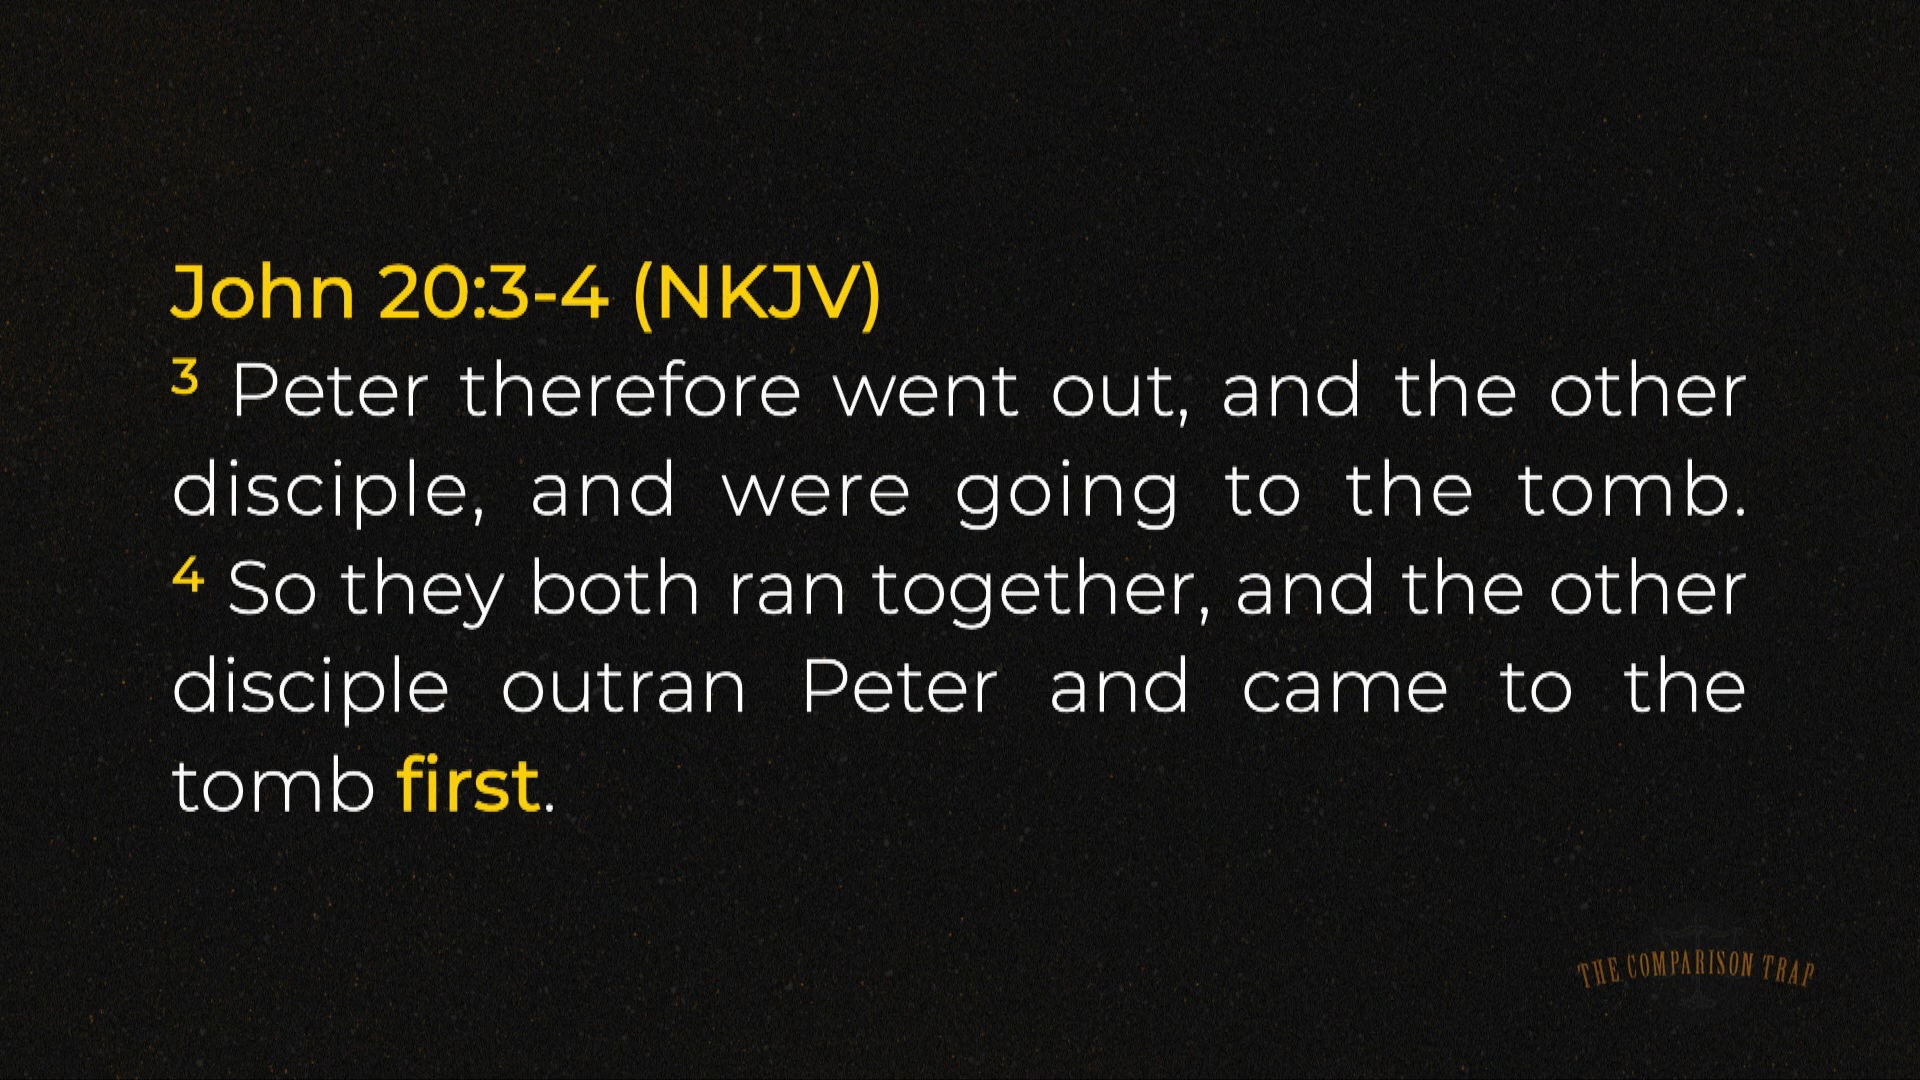 John 20:3-4 (NKJV)
3 Peter therefore went out, and the other
disciple, and were going to the tomb.
4 So they both ran together, and the other
disciple outran Peter and came to the
tomb first.
THE COMPARISON TRAP